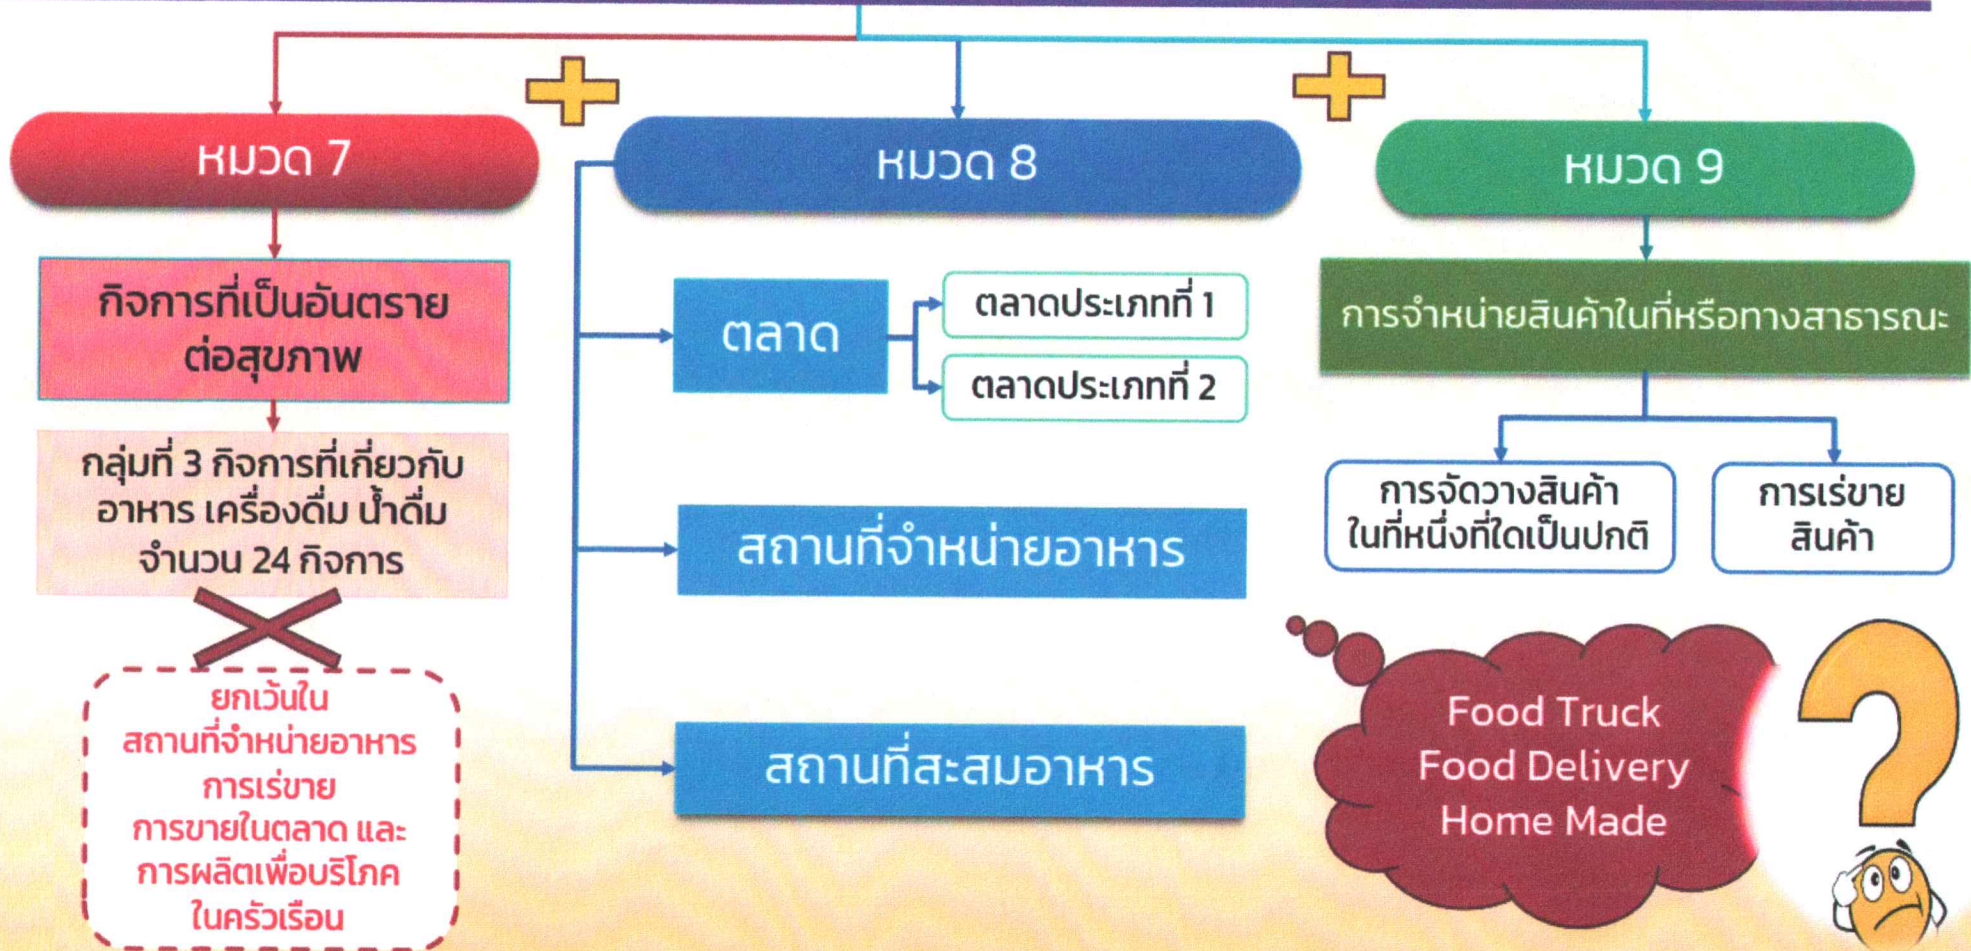 หมวด 7
กิจการที่เป็นอันตราย
ต่อสุขภาพ
กลุ่มที่ 3 กิจการที่เกี่ยวกับ
อาหาร เครื่องดื่ม น้ำดื่ม
จำนวน 24 กิจการ
ยกเว้นใน
สถานที่จำหน่ายอาหาร
การเร่ขาย
การขายในตลาด และ
การผลิตเพื่อบริโภค
ในครัวเรือน
หมวด 8
ตลาด
ตลาดประเภทที่ 1
ตลาดประเภทที่ 2
สถานที่จำหน่ายอาหาร
สถานที่สะสมอาหาร
หมวด 9
การจำหน่ายสินค้าในที่หรือทางสาธารณะ
การจัดวางสินค้า
ในที่หนึ่งที่ใดเป็นปกติ
การเร่ขาย
สินค้า
Food Truck
Food Delivery
Home Made